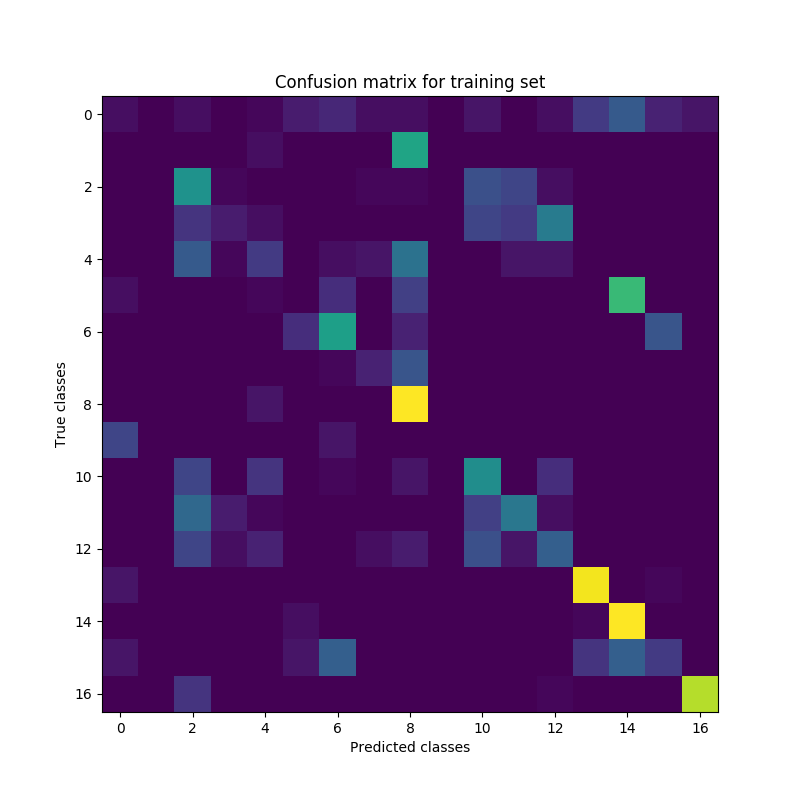 Confusion matrix for training set
0
2
4
6
8
10
12
14
16
True classes
0 2 4 6 8 10 12 14 16
Predicted classes